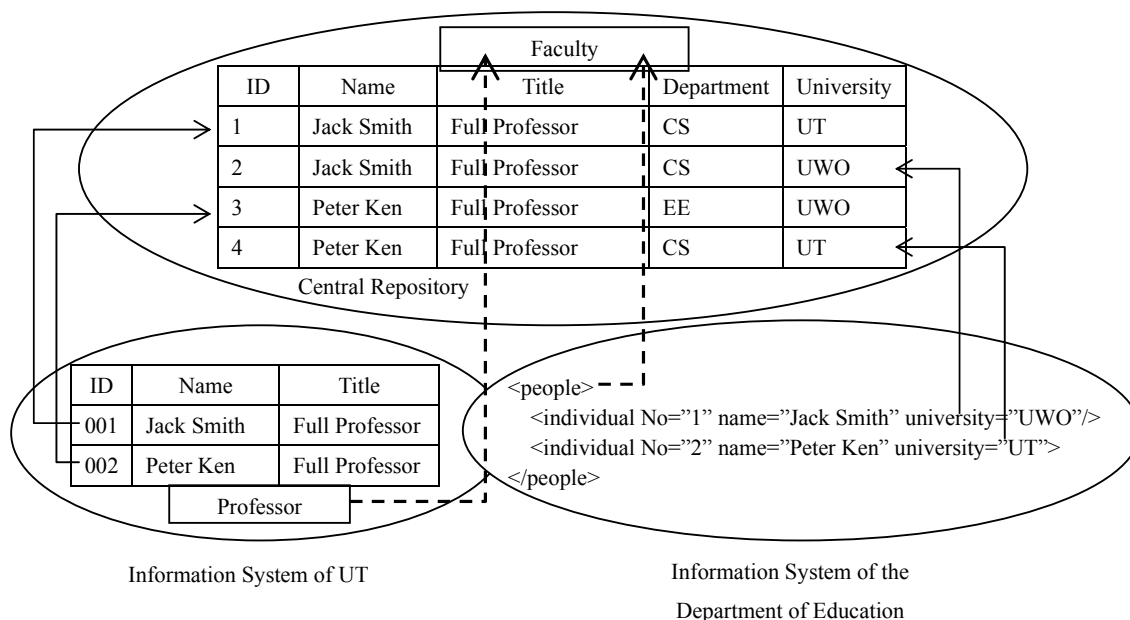 Faculty
ID Name Title Department University
1 Jack Smith Full Professor CS UT
2 Jack Smith Full Professor CS UWO
3 Peter Ken Full Professor EE UWO
4 Peter Ken Full Professor CS UT
Central Repository
ID Name Title
001 Jack Smith Full Professor
002 Peter Ken Full Professor
Professor
<people>
<individual No=”1” name=”Jack Smith” university=”UWO”/>
<individual No=”2” name=”Peter Ken” university=”UT”>
</people>
Information System of UT
Information System of the
Department of Education